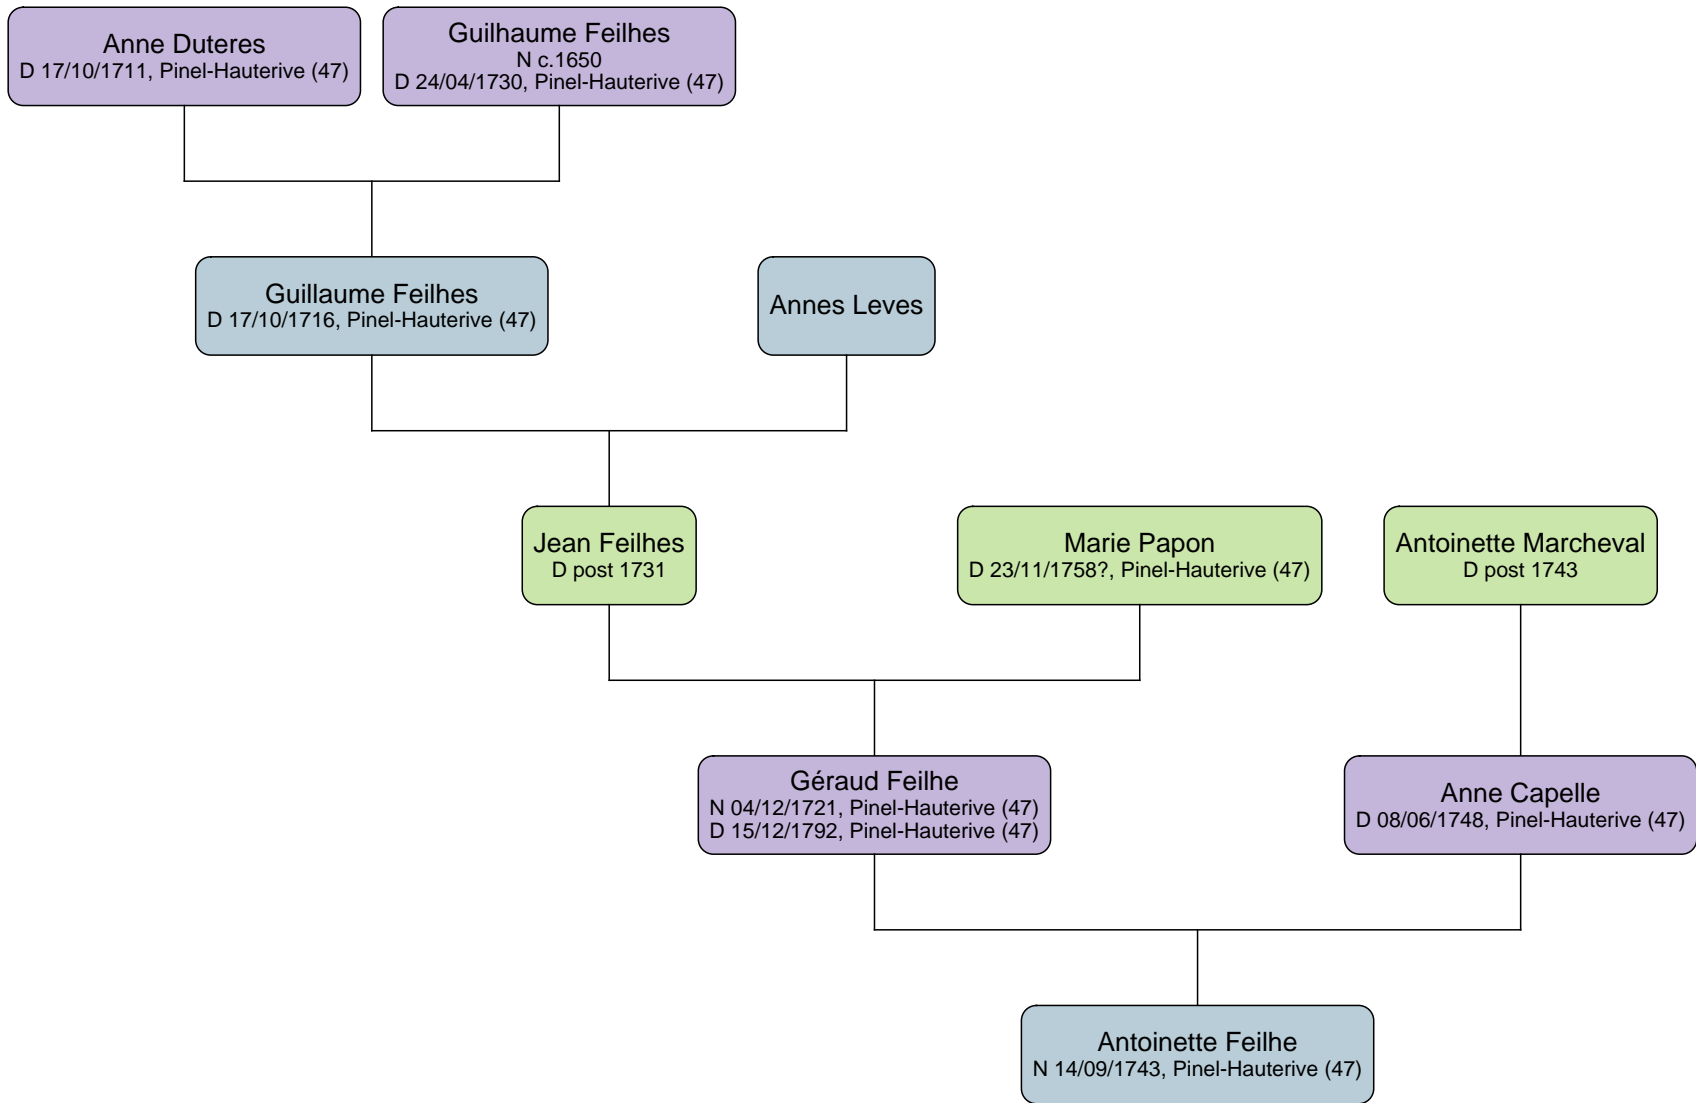 Anne Duteres
D 17/10/1711, Pinel-Hauterive (47)
Guilhaume Feilhes
N c.1650
D 24/04/1730, Pinel-Hauterive (47)
Guillaume Feilhes
D 17/10/1716, Pinel-Hauterive (47)
Annes Leves
Jean Feilhes
D post 1731
Marie Papon
D 23/11/1758?, Pinel-Hauterive (47)
Antoinette Marcheval
D post 1743
Géraud Feilhe
N 04/12/1721, Pinel-Hauterive (47)
D 15/12/1792, Pinel-Hauterive (47)
Anne Capelle
D 08/06/1748, Pinel-Hauterive (47)
Antoinette Feilhe
N 14/09/1743, Pinel-Hauterive (47)